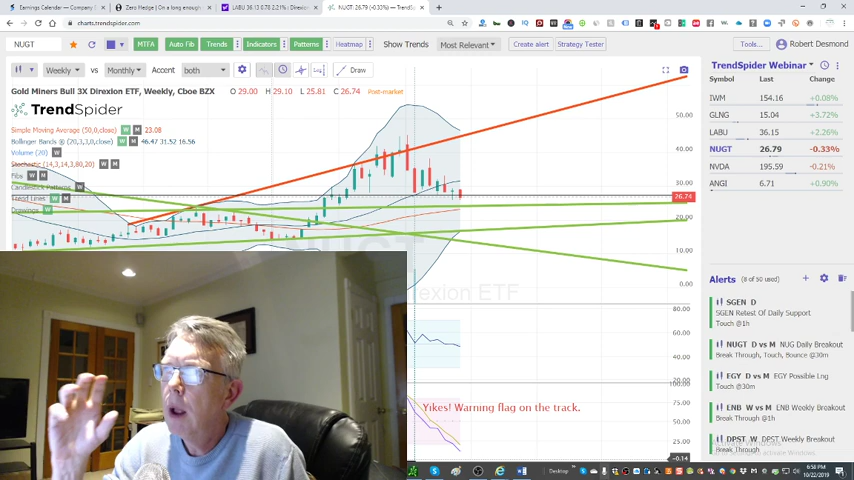 Earnings Calendar — Company
Zero Hedge | On a long enough
LABU 36.13 0.78 2.21% | Direxion
NUGT: 26.79 (-0.33%) — TrendSpi
charts.trendspider.com
NUGT
MTFA
Auto Fib
Trends
Indicators
Patterns
Heatmap
Show Trends
Most Relevant
Create alert
Strategy Tester
Tools...
Robert Desmond
Weekly
vs
Monthly
Accent
both
Draw
TrendSpider Webinar
Gold Miners Bull 3X Direxion ETF, Weekly, Cboe BZX O 29.00 H 29.10 L 25.81 C 26.74 Post-market
TrendSpider
Simple Moving Average (50,0,close) W M 23.08
Bollinger Bands ® (20,3,3,0,close) W M 46.47 31.52 16.56
Volume (20) W
Stochastic (14,3,14,3,80,20) W M
Fibs W M
Candlestick Patterns W
Trend Lines W M
Drawings W
50.00
40.00
30.00
26.74
20.00
10.00
0.00
80.00
60.00
40.00
20.00
100.00
75.00
50.00
25.00
-0.14
Yikes! Warning flag on the track.
Symbol Last Change
IWM 154.16 +0.08%
GLNG 15.04 +3.72%
LABU 36.15 +2.26%
NUGT 26.79 -0.33%
NVDA 195.59 -0.21%
ANGI 6.71 +0.90%
Alerts (8 of 50 used)
SGEN D
SGEN Retest Of Daily Support
Touch @1h
NUGT D vs M NUG Daily Breakout
Break Through, Touch, Bounce @30m
EGY D vs M EGY Possible Lng
Touch @30m
ENB W vs M ENB Weekly Breakout
Break Through @1h
DPST W DPST Weekly Breakout
Break Through
Desktop
6:58 PM
10/22/2019